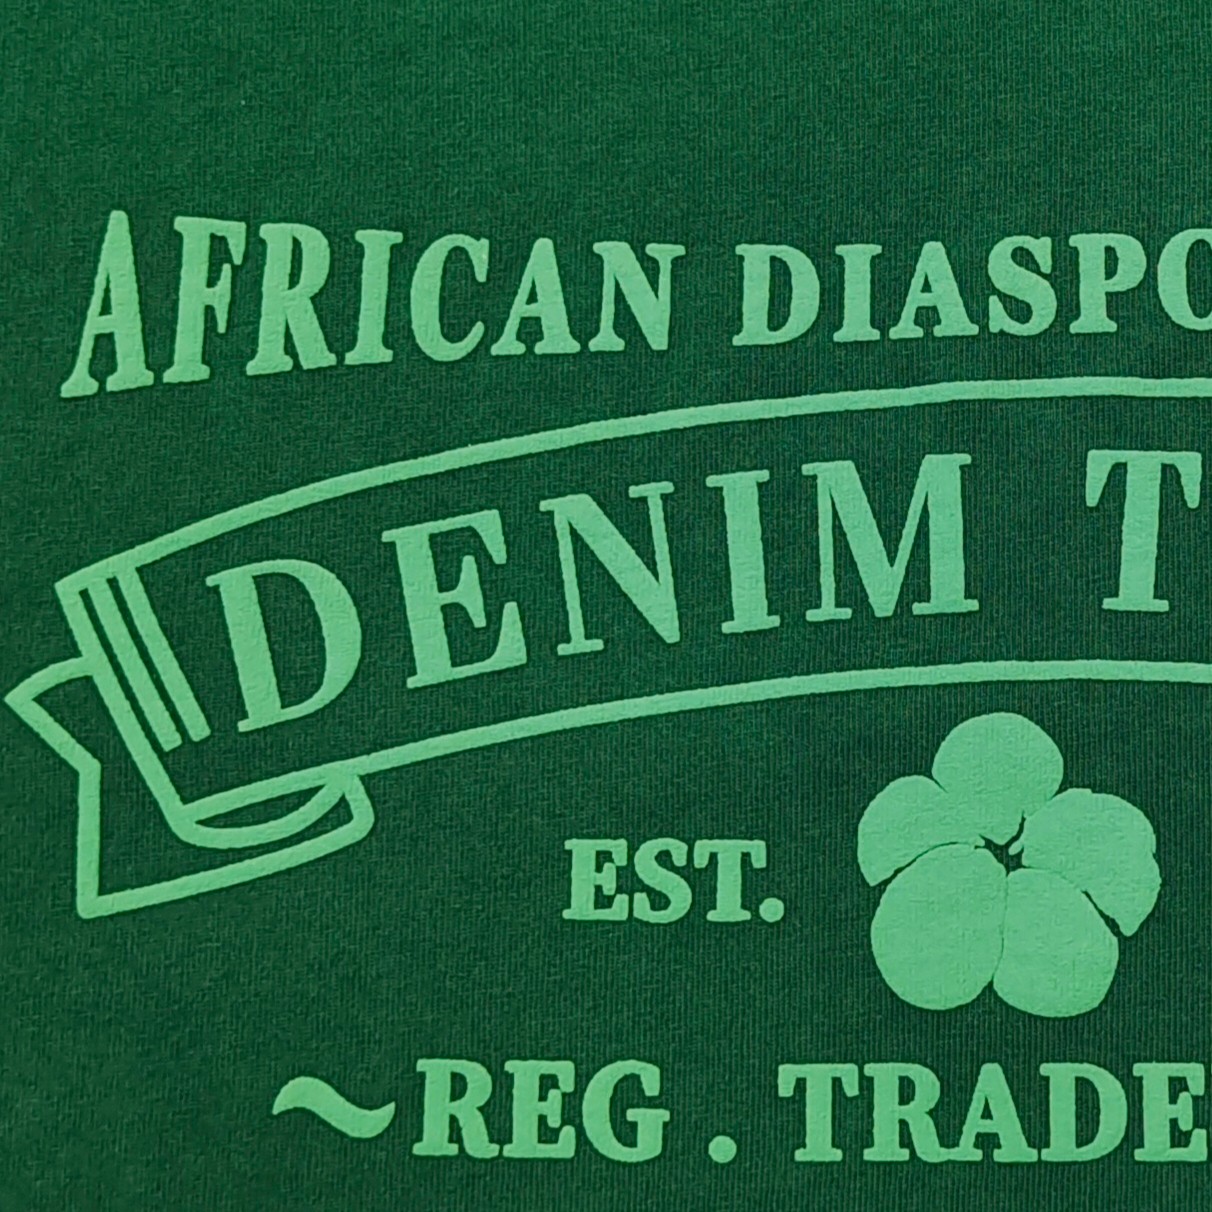 AFRICAN DIASPO
DENIM T
EST.
~REG . TRADE